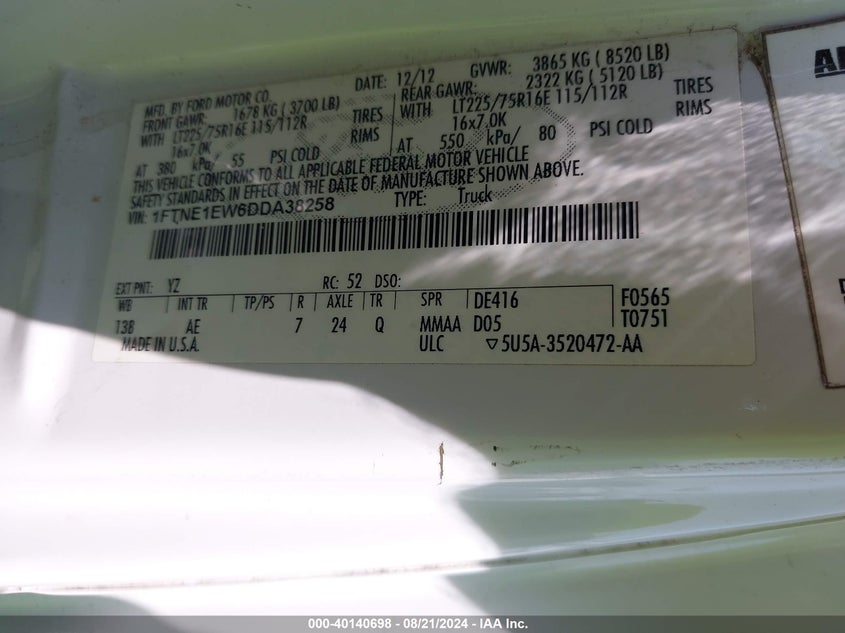 MFD. BY FORD MOTOR CO.
DATE: 12/12
GVWR: 3865 KG ( 8520 LB)
FRONT GAWR: 1678 KG ( 3700 LB)
REAR GAWR: 2322 KG ( 5120 LB)
WITH LT225/75R16E 115/112R TIRES
WITH LT225/75R16E 115/112R TIRES
16x7.0K RIMS
16x7.0K RIMS
AT 380 kPa/ 55 PSI COLD
AT 550 kPa/ 80 PSI COLD
THIS VEHICLE CONFORMS TO ALL APPLICABLE FEDERAL MOTOR VEHICLE
SAFETY STANDARDS IN EFFECT ON THE DATE OF MANUFACTURE SHOWN ABOVE.
VIN: 1FTNE1EW6DDA38258
TYPE: Truck
EXT PNT: YZ RC: 52 DSO:
WB INT TR TP/PS R AXLE TR SPR DE416 F0565
138 AE 7 24 Q MMAA D05 T0751
MADE IN U.S.A. ULC ▽5U5A-3520472-AA
000-40140698 - 08/21/2024 - IAA Inc.